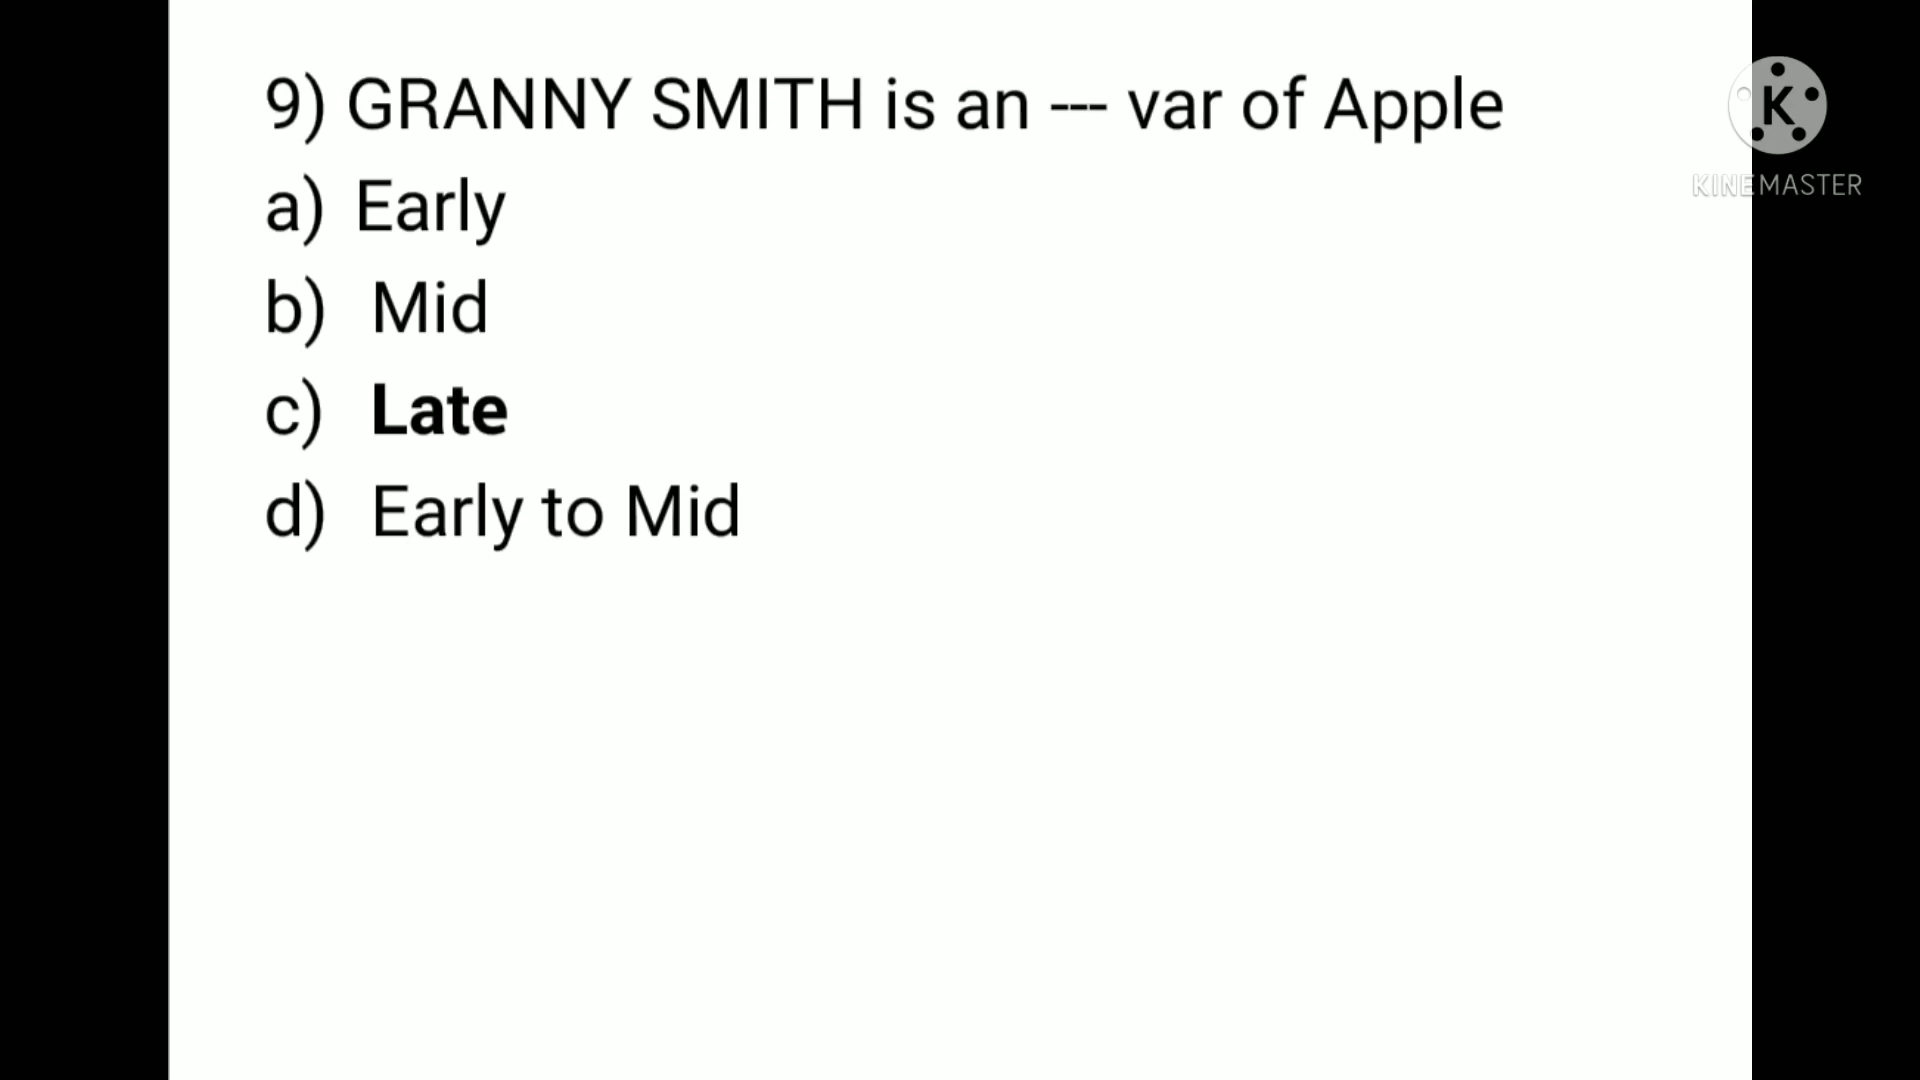 9) GRANNY SMITH is an --- var of Apple
a) Early
b) Mid
c) Late
d) Early to Mid
K
KINEMASTER